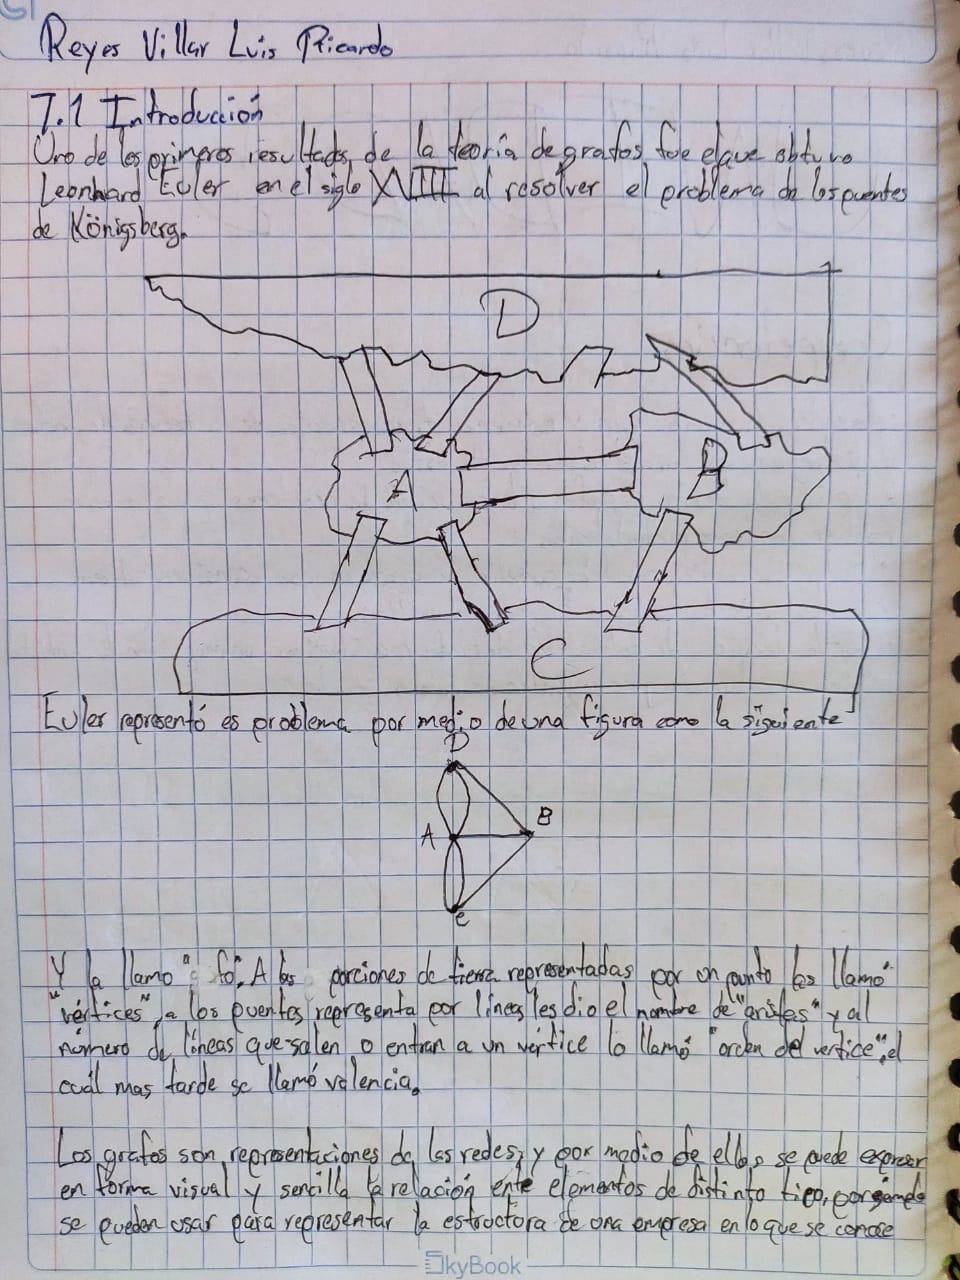 Reyes Villar Luis Ricardo
7.1 Introducción
Uno de los primeros resultados de la teoría de grafos fue el que obtuvo
Leonhard Euler en el siglo XVIII al resolver el problema de los puentes
de Königsberg.
D
A
B
C
Euler representó es problema por medio de una figura como la siguiente
D
A
B
C
Y la llamo "fo". A las porciones de tierra representadas por un punto las llamo
"vértices", a los puentes representa por líneas les dio el nombre de "aristas" y al
número de líneas que salen o entran a un vértice lo llamó "orden del vertice", el
cuál mas tarde se llamó valencia.
Los grafos son representaciones de las redes, y por medio de ellos se puede expresar
en forma visual y sencilla la relación ente elementos de distinto tipo, por ejemplo
se pueden usar para representar la estructura de una empresa en lo que se conoce
SkyBook